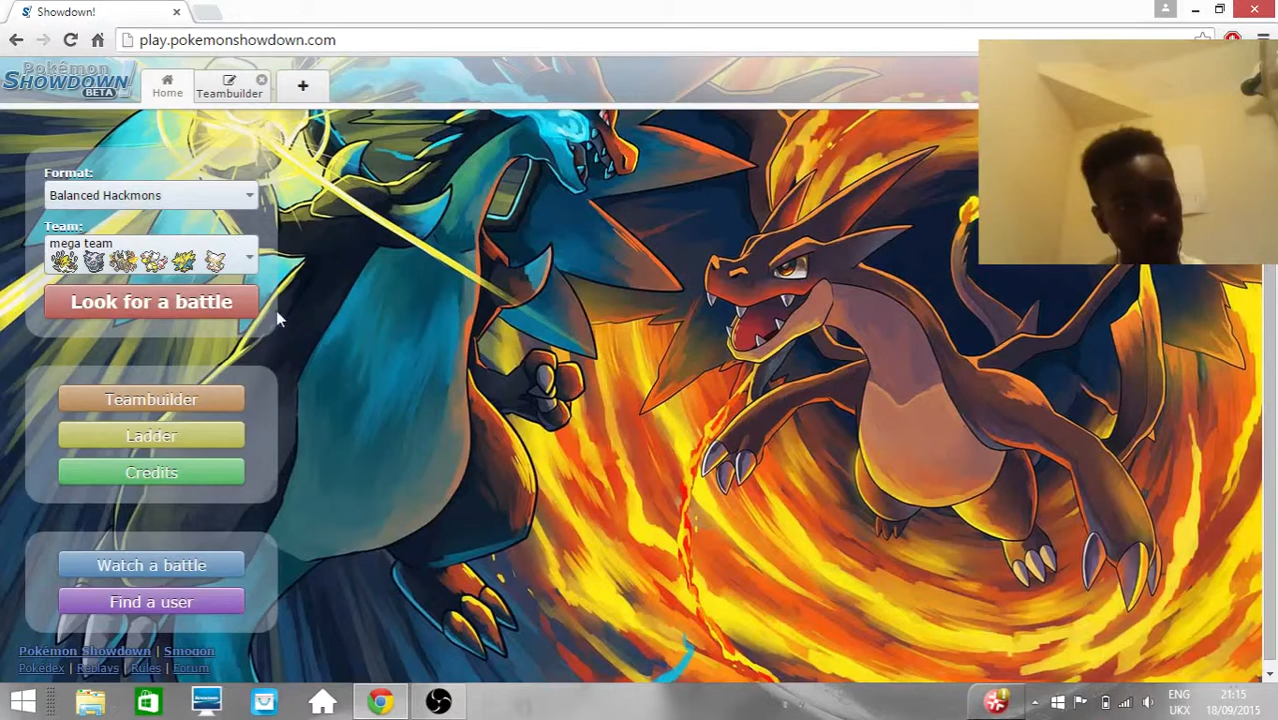 Showdown!
play.pokemonshowdown.com
Pokémon
SHOWDOWN
BETA
Home
Teambuilder
+
Format:
Balanced Hackmons
Team:
mega team
Look for a battle
Teambuilder
Ladder
Credits
Watch a battle
Find a user
Pokémon Showdown | Smogon
Pokédex | Replays | Rules | Forum
ENG
UKX
21:15
18/09/2015